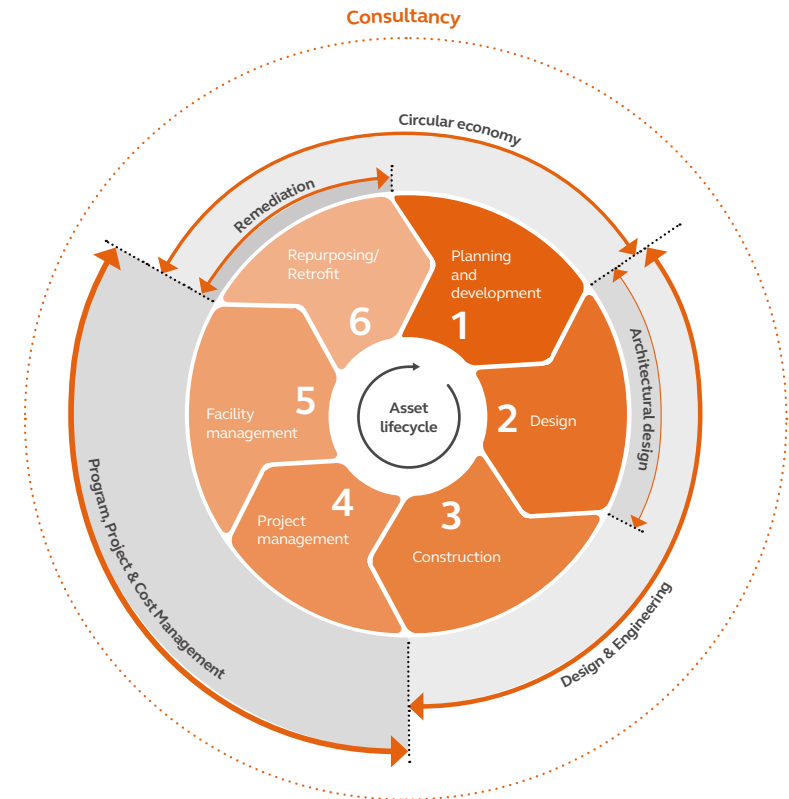 Consultancy
Circular economy
Remediation
Repurposing/
Retrofit
6
Planning
and
development
1
Architectural design
2
Design
Asset
lifecycle
5
Facility
management
4
Project
management
3
Construction
Program, Project & Cost Management
Design & Engineering